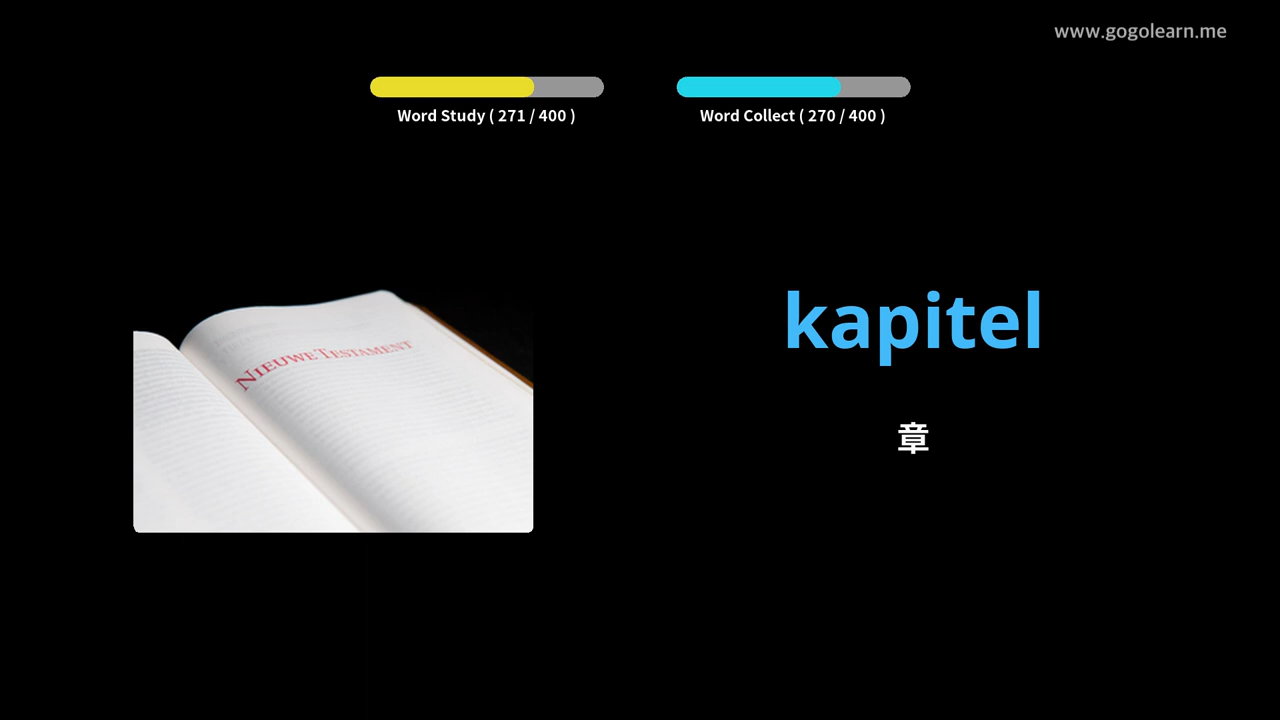 www.gogolearn.me
Word Study ( 271 / 400 )
Word Collect ( 270 / 400 )
NIEUWE TESTAMENT
kapitel
章